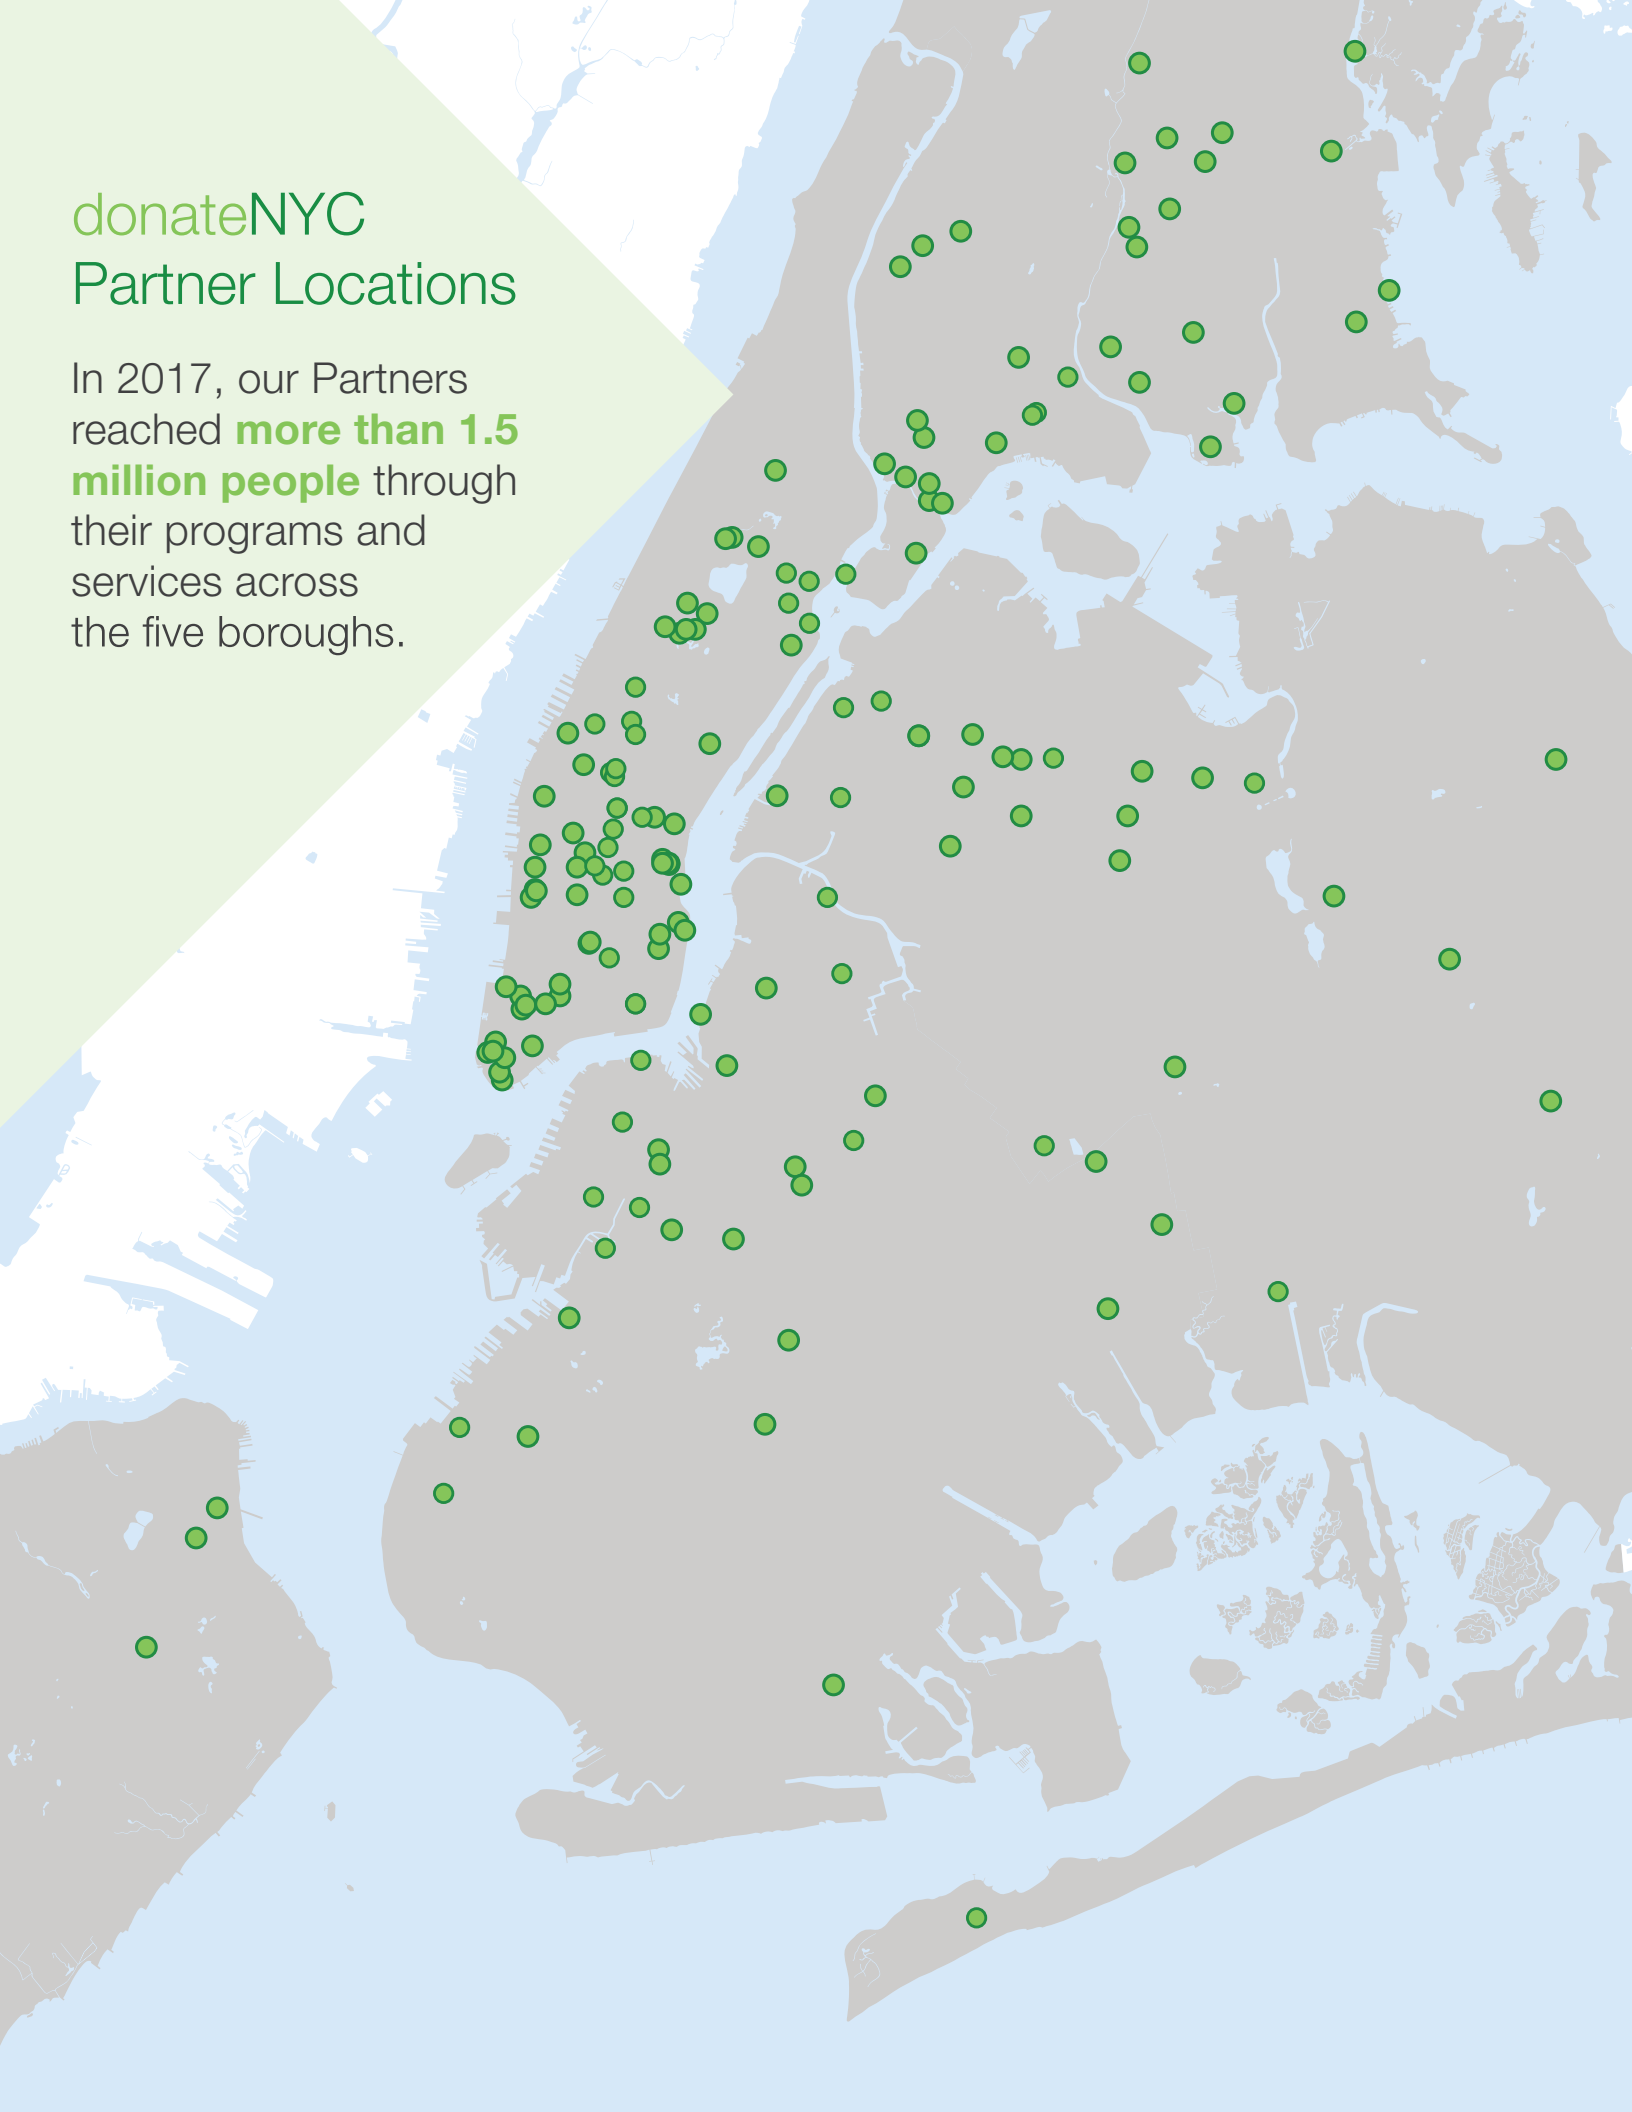 donateNYC
Partner Locations
In 2017, our Partners
reached more than 1.5
million people through
their programs and
services across
the five boroughs.